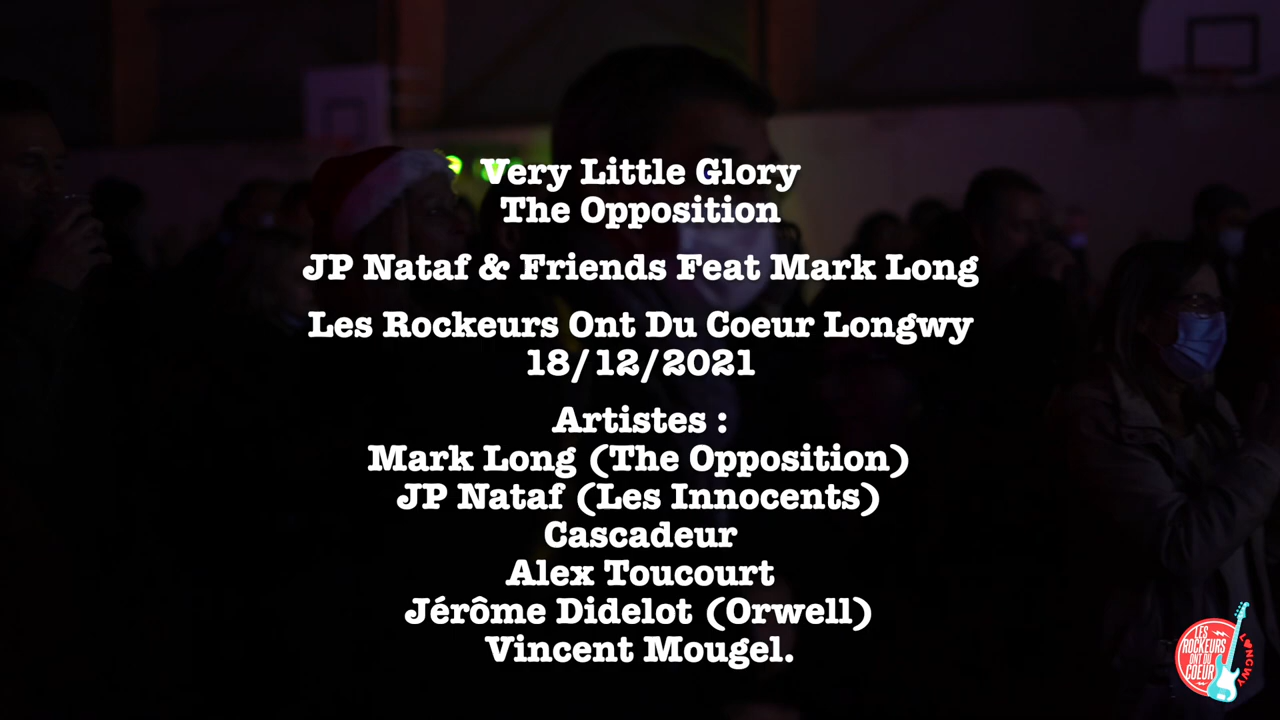 Very Little Glory
The Opposition
JP Nataf & Friends Feat Mark Long
Les Rockeurs Ont Du Coeur Longwy
18/12/2021
Artistes :
Mark Long (The Opposition)
JP Nataf (Les Innocents)
Cascadeur
Alex Toucourt
Jérôme Didelot (Orwell)
Vincent Mougel.
LES
ROCKEURS
ONT DU
COEUR
LONGWY